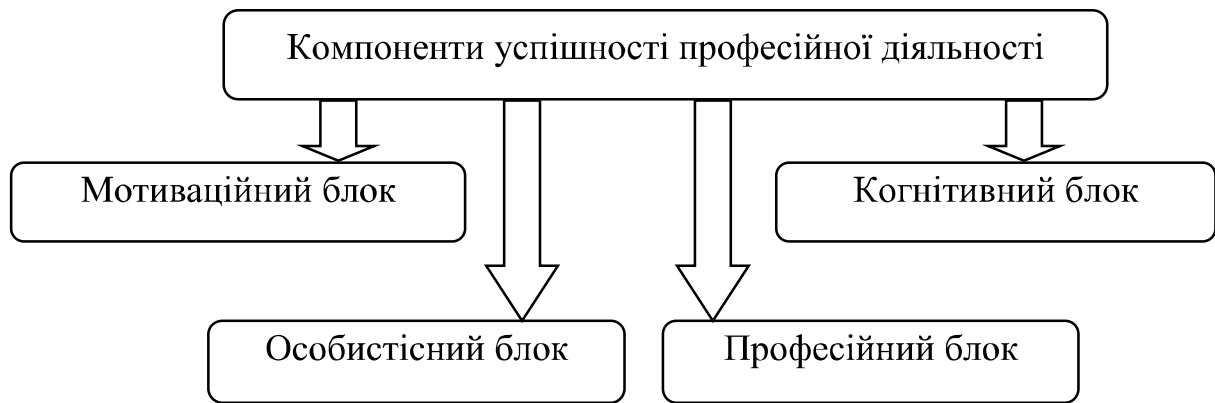 Компоненти успішності професійної діяльності
Мотиваційний блок
Когнітивний блок
Особистісний блок
Професійний блок